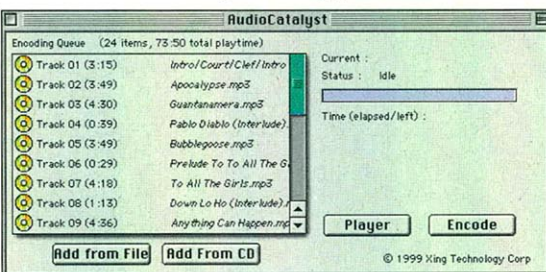 AudioCatalyst
Encoding Queue (24 items, 73:50 total playtime)
Track 01 (3:15) Intro/Court/Clef/Intro
Track 02 (3:49) Apocalypse.mp3
Track 03 (4:30) Guantanamera.mp3
Track 04 (0:39) Pablo Diablo (Interlude).
Track 05 (3:49) Bubblegoose.mp3
Track 06 (0:29) Prelude To To All The G
Track 07 (4:18) To All The Girls.mp3
Track 08 (1:13) Down Lo Ho (Interlude).
Track 09 (4:36) Anything Can Happen.mp
Add from File Add From CD
Current :
Status : Idle
Time (elapsed/left) :
Player Encode
© 1999 Xing Technology Corp